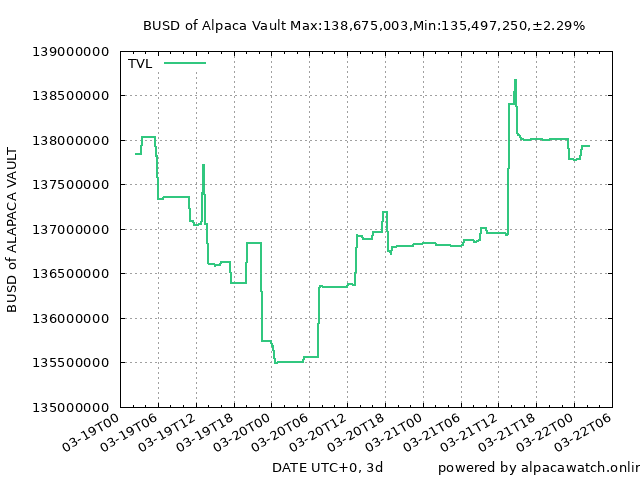 BUSD of Alpaca Vault Max:138,675,003,Min:135,497,250,±2.29%
TVL
139000000
138500000
138000000
137500000
137000000
136500000
136000000
135500000
135000000
BUSD of ALAPACA VAULT
03-19T00
03-19T06
03-19T12
03-19T18
03-20T00
03-20T06
03-20T12
03-20T18
03-21T00
03-21T06
03-21T12
03-21T18
03-22T00
03-22T06
DATE UTC+0, 3d
powered by alpacawatch.onlin